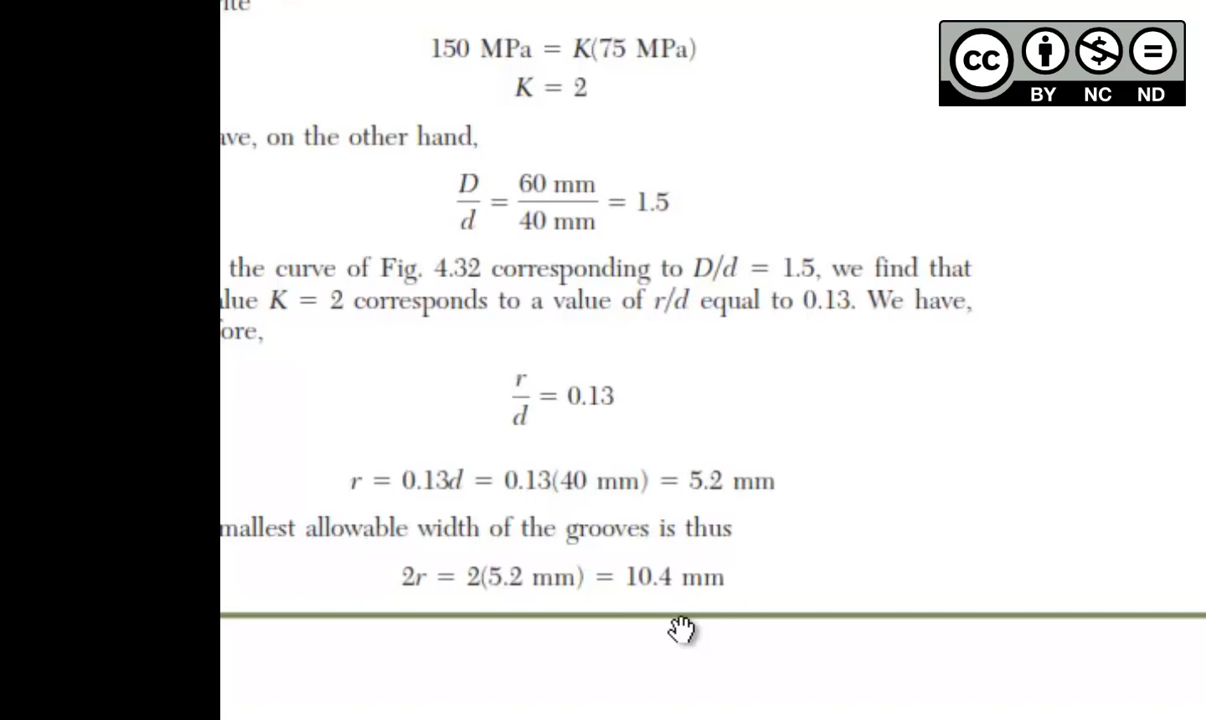 150 MPa = K(75 MPa)
K = 2
CC
BY NC ND
ve, on the other hand,
D/d = 60 mm/40 mm = 1.5
the curve of Fig. 4.32 corresponding to D/d = 1.5, we find that
lue K = 2 corresponds to a value of r/d equal to 0.13. We have,
ore,
r/d = 0.13
r = 0.13d = 0.13(40 mm) = 5.2 mm
mallest allowable width of the grooves is thus
2r = 2(5.2 mm) = 10.4 mm